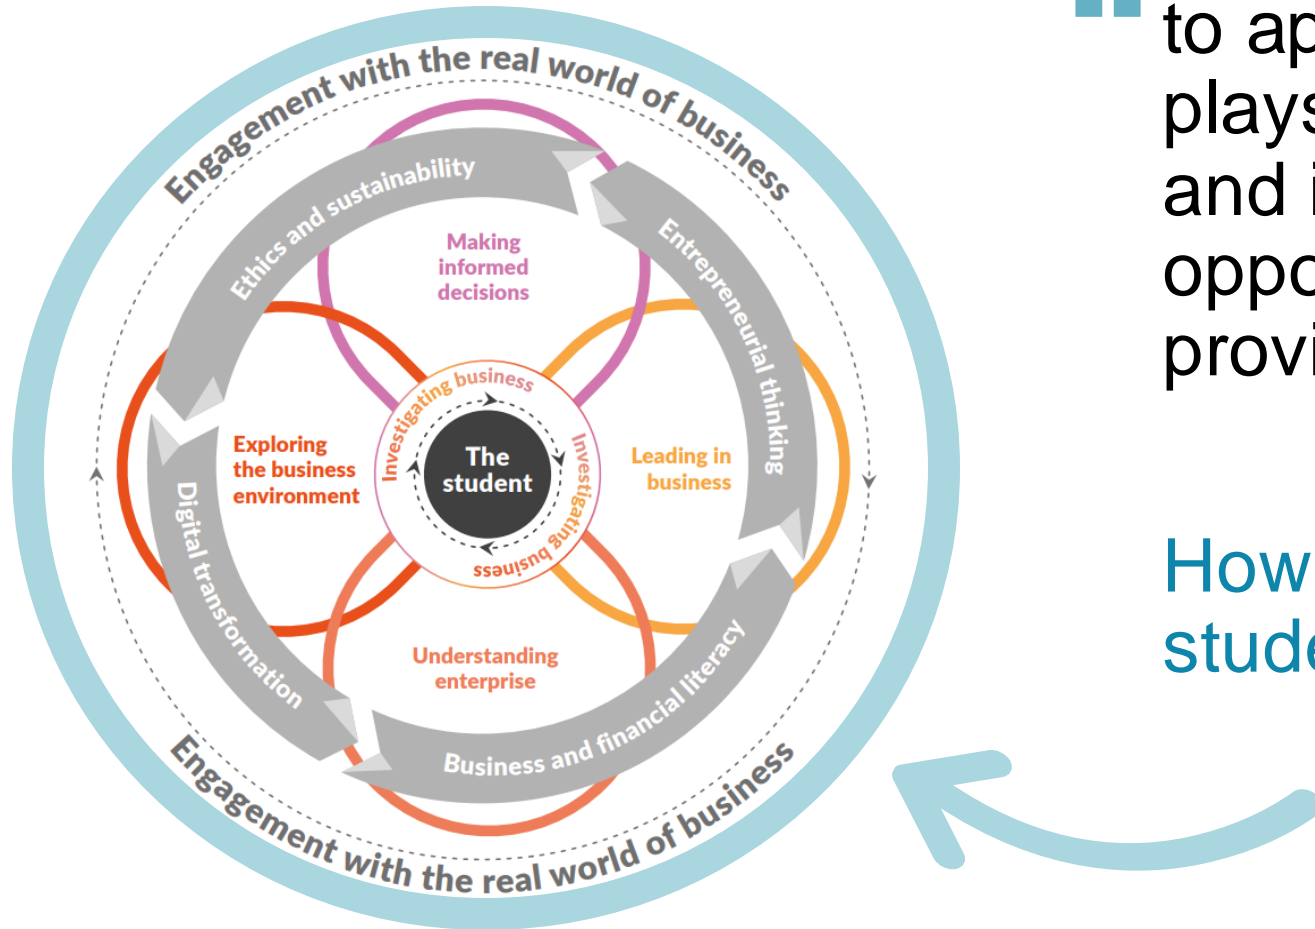 Engagement with the real world of business
Ethics and sustainability
Entrepreneurial thinking
Making
informed
decisions
Investigating business
Exploring
the business
environment
The
student
Leading in
business
Investigating business
Digital transformation
Understanding
enterprise
Business and financial literacy
Engagement with the real world of business
to ap
plays
and i
oppo
provi
How
stude